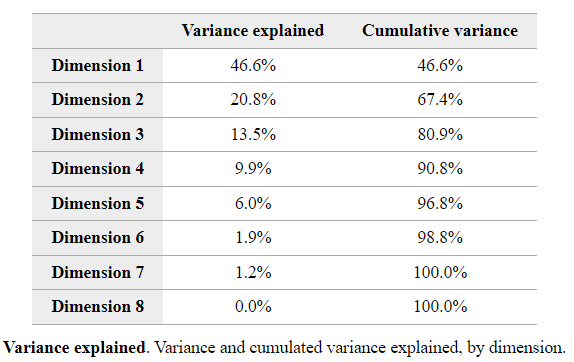 Variance explained Cumulative variance
Dimension 1 46.6% 46.6%
Dimension 2 20.8% 67.4%
Dimension 3 13.5% 80.9%
Dimension 4 9.9% 90.8%
Dimension 5 6.0% 96.8%
Dimension 6 1.9% 98.8%
Dimension 7 1.2% 100.0%
Dimension 8 0.0% 100.0%
Variance explained. Variance and cumulated variance explained, by dimension.